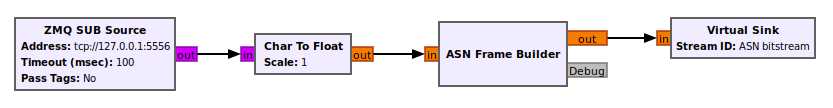 ZMQ SUB Source
Address: tcp://127.0.0.1:5556
Timeout (msec): 100
Pass Tags: No
out
in
Char To Float
Scale: 1
out
in
ASN Frame Builder
out
Debug
in
Virtual Sink
Stream ID: ASN bitstream